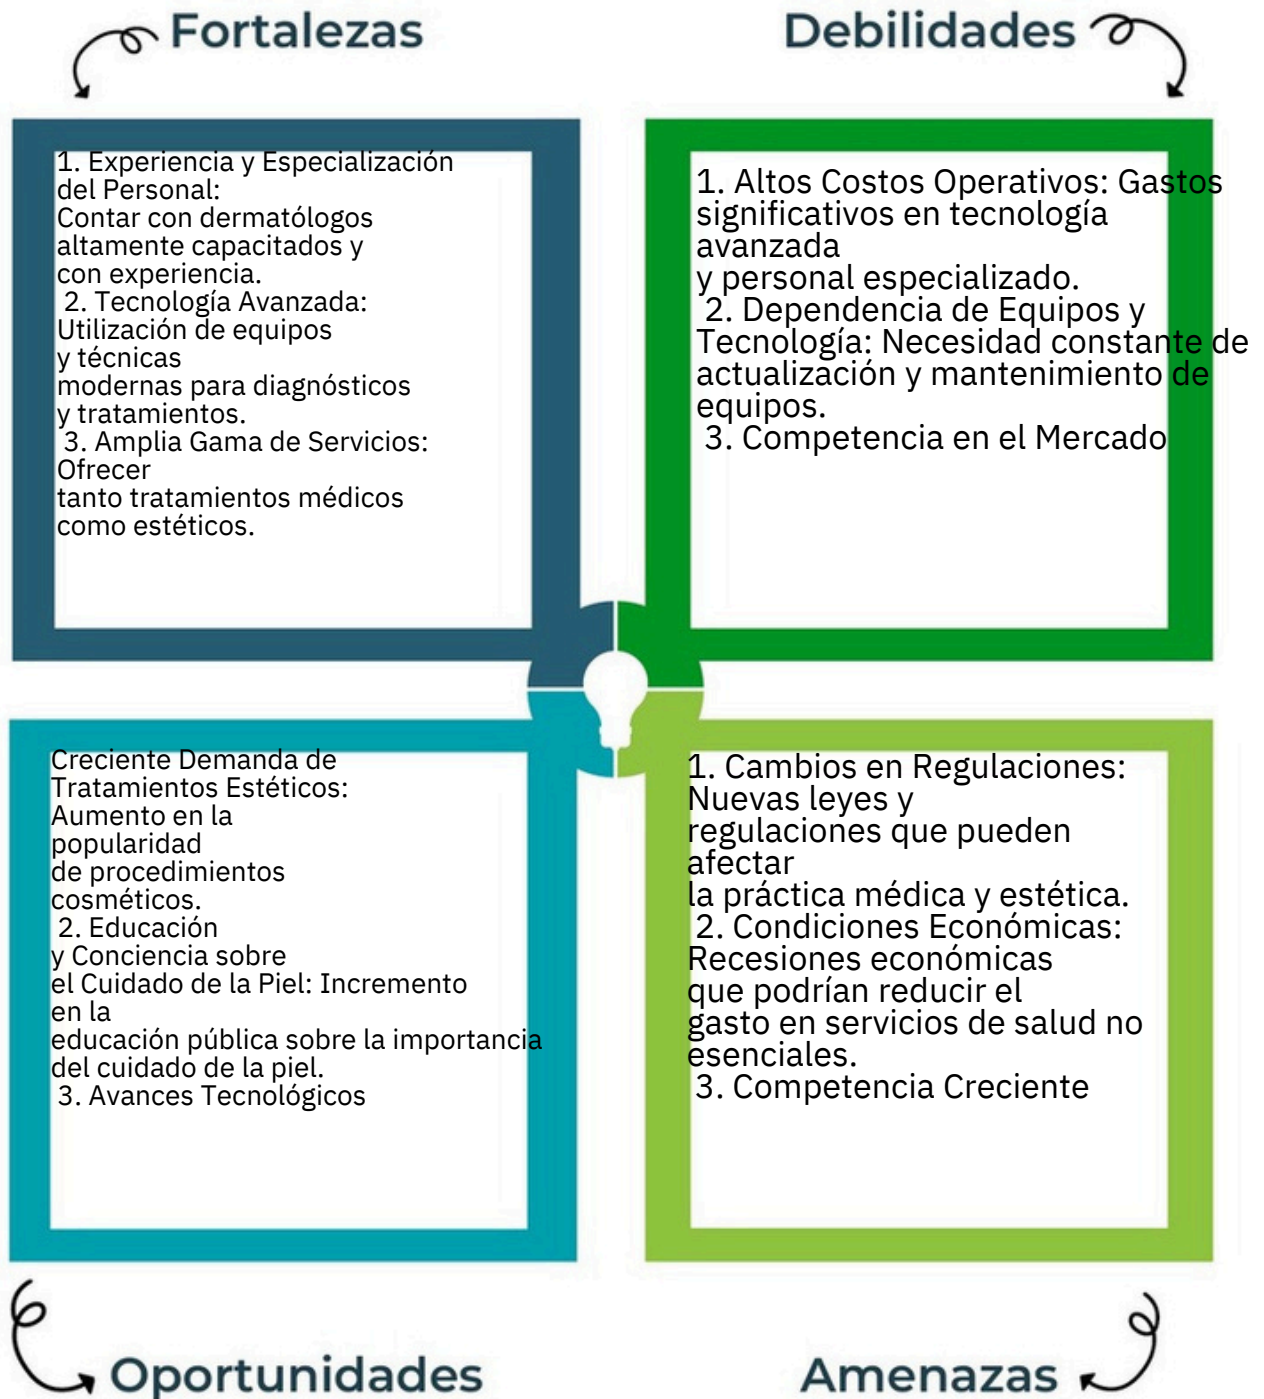 Fortalezas
1. Experiencia y Especialización
del Personal:
Contar con dermatólogos
altamente capacitados y
con experiencia.
2. Tecnología Avanzada:
Utilización de equipos
y técnicas
modernas para diagnósticos
y tratamientos.
3. Amplia Gama de Servicios:
Ofrecer
tanto tratamientos médicos
como estéticos.
Debilidades
1. Altos Costos Operativos: Gastos
significativos en tecnología
avanzada
y personal especializado.
2. Dependencia de Equipos y
Tecnología: Necesidad constante de
actualización y mantenimiento de
equipos.
3. Competencia en el Mercado
Creciente Demanda de
Tratamientos Estéticos:
Aumento en la
popularidad
de procedimientos
cosméticos.
2. Educación
y Conciencia sobre
el Cuidado de la Piel: Incremento
en la
educación pública sobre la importancia
del cuidado de la piel.
3. Avances Tecnológicos
Oportunidades
1. Cambios en Regulaciones:
Nuevas leyes y
regulaciones que pueden
afectar
la práctica médica y estética.
2. Condiciones Económicas:
Recesiones económicas
que podrían reducir el
gasto en servicios de salud no
esenciales.
3. Competencia Creciente
Amenazas